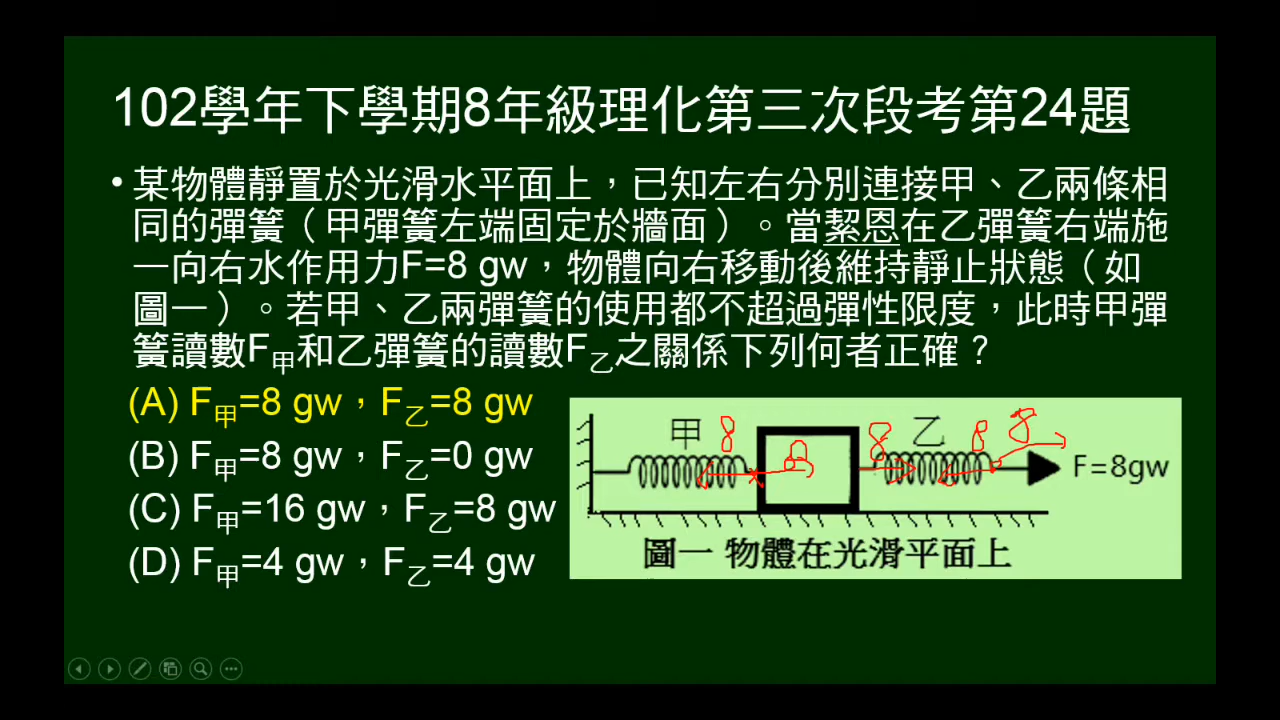 102學年下學期8年級理化第三次段考第24題
• 某物體靜置於光滑水平面上，已知左右分別連接甲、乙兩條相
同的彈簧（甲彈簧左端固定於牆面）。當絜恩在乙彈簧右端施
一向右水作用力F=8 gw，物體向右移動後維持靜止狀態（如
圖一）。若甲、乙兩彈簧的使用都不超過彈性限度，此時甲彈
簧讀數F甲和乙彈簧的讀數F乙之關係下列何者正確？
(A) F甲=8 gw，F乙=8 gw
(B) F甲=8 gw，F乙=0 gw
(C) F甲=16 gw，F乙=8 gw
(D) F甲=4 gw，F乙=4 gw
甲 8 8 8 乙 8 8
F=8gw
圖一 物體在光滑平面上